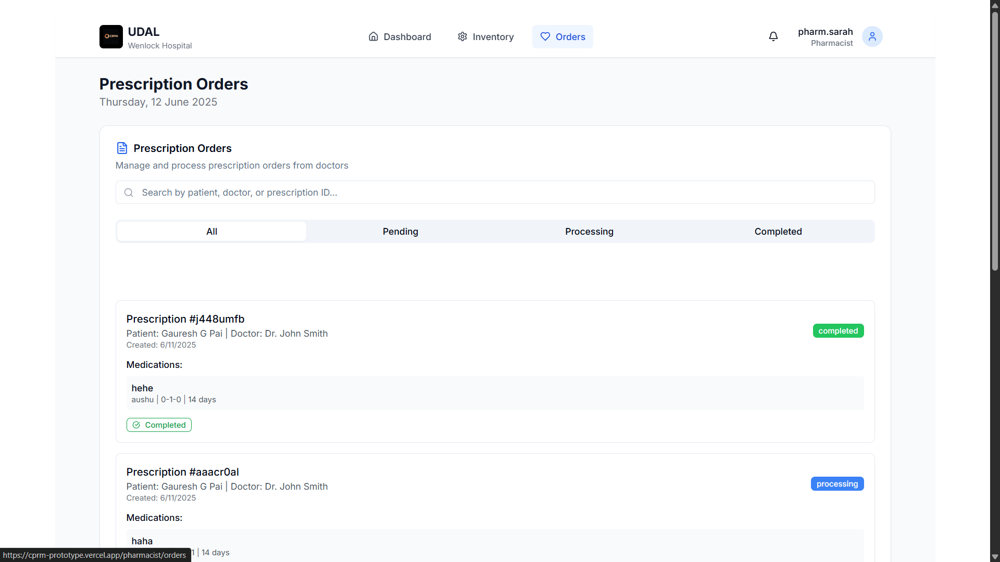 CRPM
UDAL
Wenlock Hospital
Dashboard
Inventory
Orders
pharm.sarah
Pharmacist
Prescription Orders
Thursday, 12 June 2025
Prescription Orders
Manage and process prescription orders from doctors
Search by patient, doctor, or prescription ID...
All
Pending
Processing
Completed
Prescription #j448umfb
Patient: Gauresh G Pai | Doctor: Dr. John Smith
Created: 6/11/2025
completed
Medications:
hehe
aushu | 0-1-0 | 14 days
Completed
Prescription #aaacr0al
Patient: Gauresh G Pai | Doctor: Dr. John Smith
Created: 6/11/2025
processing
Medications:
haha
1 | 14 days
https://cprm-prototype.vercel.app/pharmacist/orders